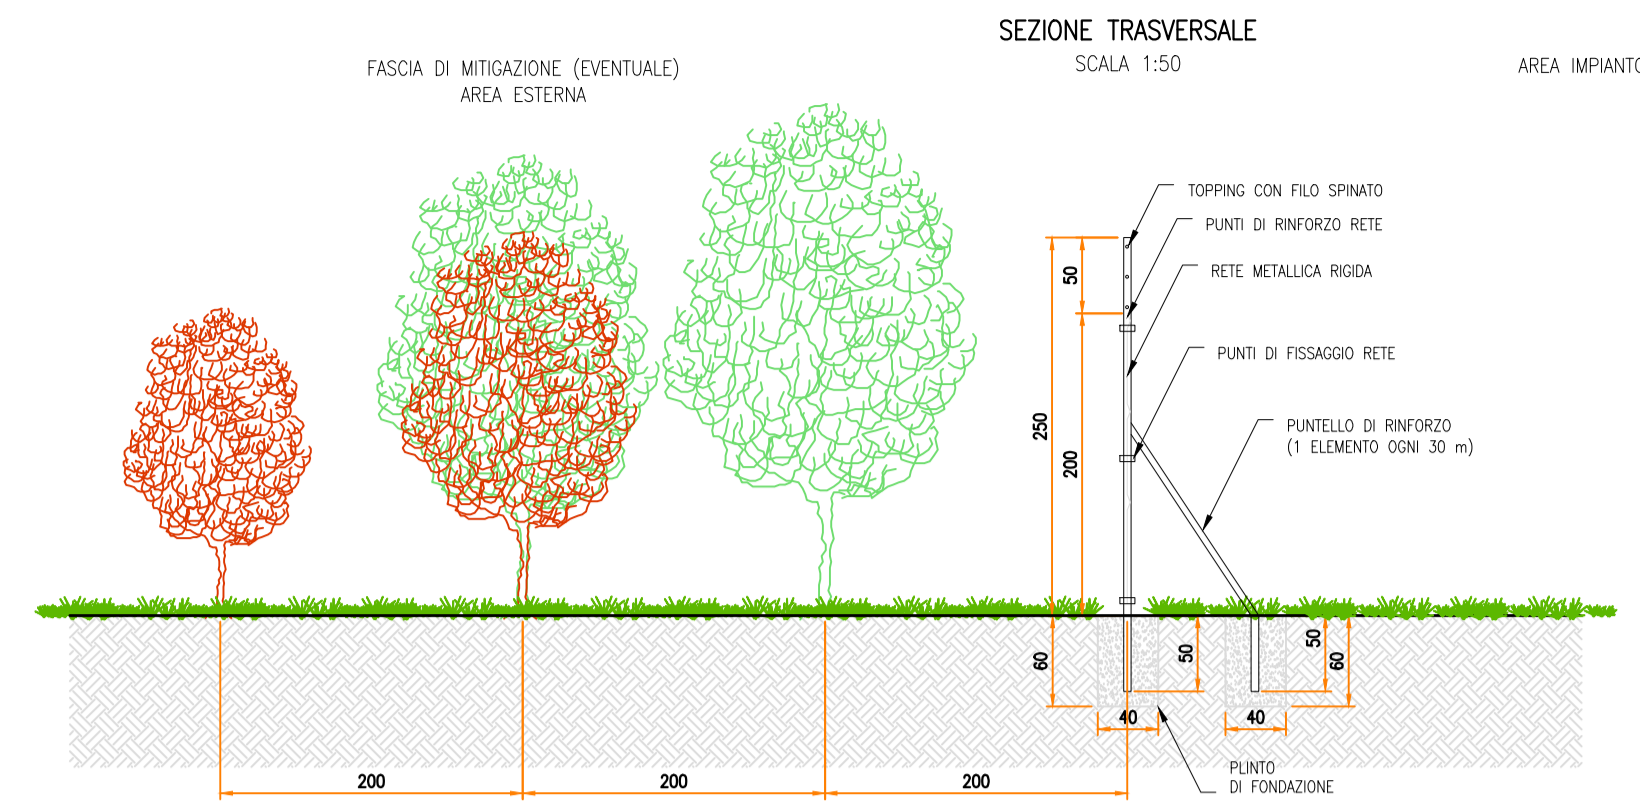 SEZIONE TRASVERSALE
SCALA 1:50
FASCIA DI MITIGAZIONE (EVENTUALE)
AREA ESTERNA
AREA IMPIANTO
TOPPING CON FILO SPINATO
PUNTI DI RINFORZO RETE
RETE METALLICA RIGIDA
PUNTI DI FISSAGGIO RETE
PUNTELLO DI RINFORZO
(1 ELEMENTO OGNI 30 m)
50
250
200
60
50
50
60
40
40
PLINTO
DI FONDAZIONE
200
200
200